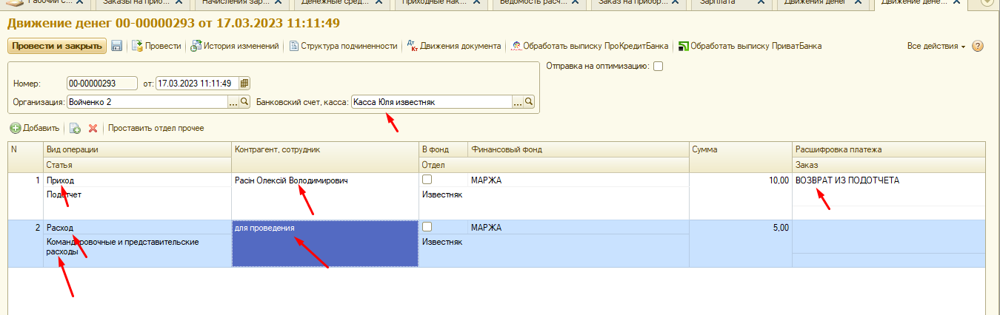 Рабочий С...
Заказы на прио...
Начисления зар...
Денежные сред...
Приходные нак...
Ведомость расч...
Заказ на приобр...
Зарплата
Движения денег
Движение дене...
Движение денег 00-00000293 от 17.03.2023 11:11:49
Провести и закрыть Провести История изменений Структура подчиненности Дт Кт Движения документа Обработать выписку ПроКредитБанка Обработать выписку ПриватБанка Все действия ?
Отправка на оптимизацию:
Номер: 00-00000293 от: 17.03.2023 11:11:49
Организация: Войченко 2 ... Банковский счет, касса: Касса Юля известняк ...
Добавить Проставить отдел прочее
N Вид операции Контрагент, сотрудник В фонд Финансовый фонд Сумма Расшифровка платежа
Статья Отдел Заказ
1 Приход Расін Олексій Володимирович МАРЖА 10,00 ВОЗВРАТ ИЗ ПОДОТЧЕТА
Подотчет Известняк
2 Расход для проведения МАРЖА 5,00
Командировочные и представительские Известняк
расходы